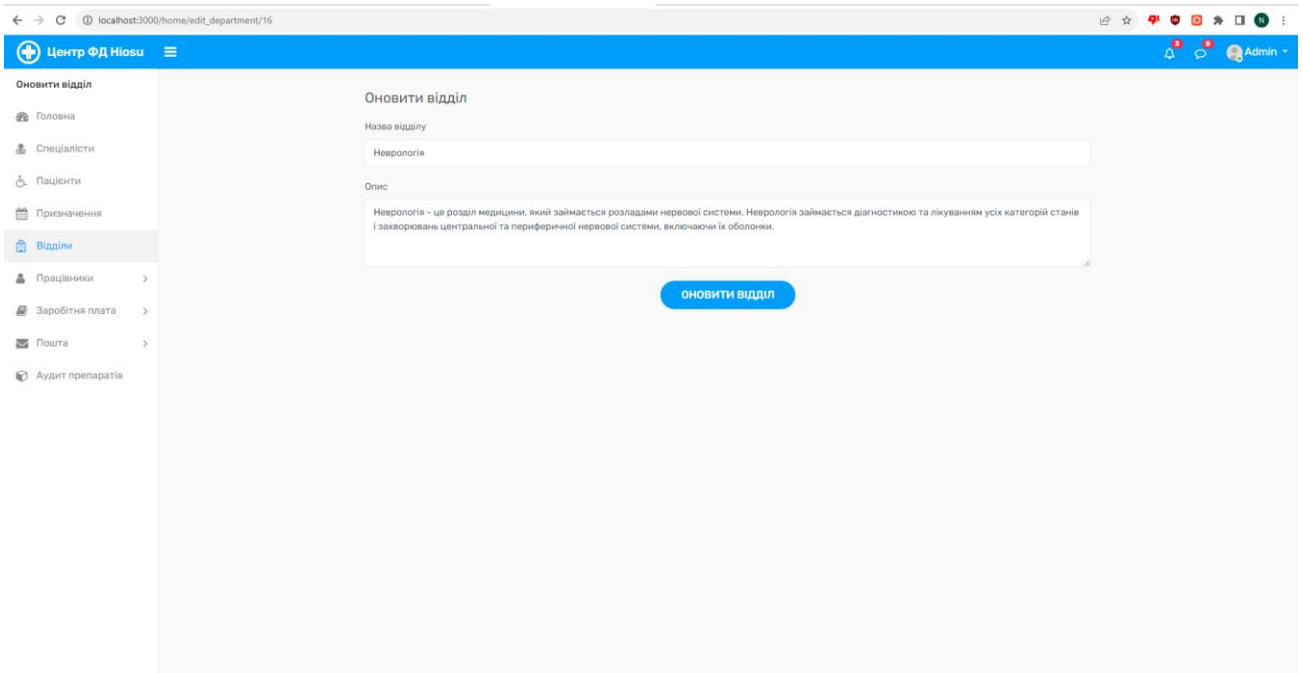 localhost:3000/home/edit_department/16
N
Центр ФД Hiosu
3
8
Admin
Оновити відділ
Головна
Спеціалісти
Пацієнти
Призначення
Відділи
Працівники
Заробітня плата
Пошта
Аудит препаратів
Оновити відділ
Назва відділу
Неврологія
Опис
Неврологія - це розділ медицини, який займається розладами нервової системи. Неврологія займається діагностикою та лікуванням усіх категорій станів
і захворювань центральної та периферичної нервової системи, включаючи їх оболонки.
ОНОВИТИ ВІДДІЛ